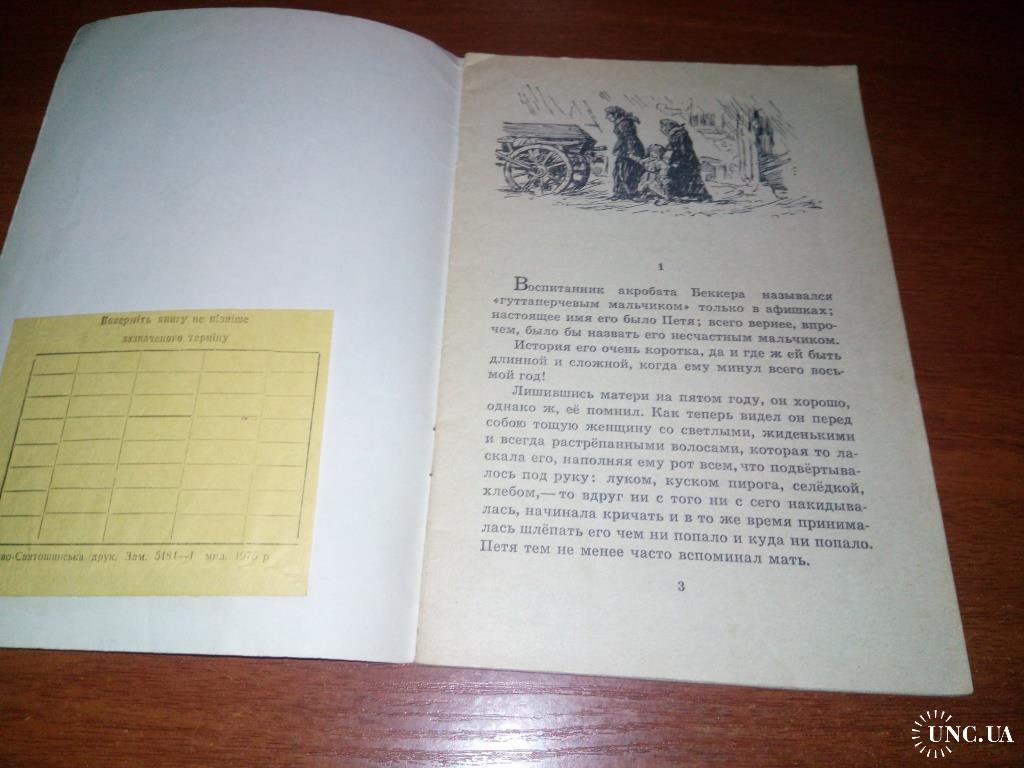 Поверніть книгу не пізніше
зазначеного терміну
во-Святошинська друк. Зам. 5184—1 мкл. 1975 р
1
Воспитанник акробата Беккера назывался
«гуттаперчевым мальчиком» только в афишках;
настоящее имя его было Петя; всего вернее, впро-
чем, было бы назвать его несчастным мальчиком.
История его очень коротка, да и где ж ей быть
длинной и сложной, когда ему минул всего вось-
мой год!
Лишившись матери на пятом году, он хорошо,
однако ж, её помнил. Как теперь видел он перед
собою тощую женщину со светлыми, жиденькими
и всегда растрёпанными волосами, которая то ла-
скала его, наполняя ему рот всем, что подвёртыва-
лось под руку: луком, куском пирога, селёдкой,
хлебом,— то вдруг ни с того ни с сего накидыва-
лась, начинала кричать и в то же время принима-
лась шлёпать его чем ни попало и куда ни попало.
Петя тем не менее часто вспоминал мать.
3
UNC.UA